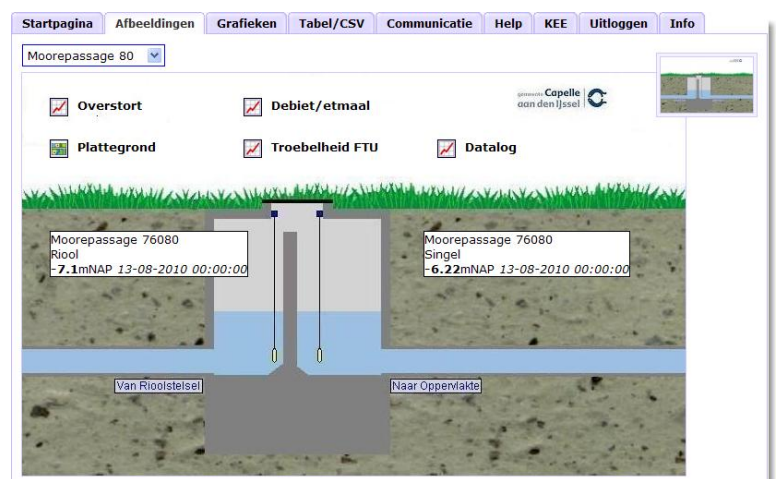 Startpagina Afbeeldingen Grafieken Tabel/CSV Communicatie Help KEE Uitloggen Info
Moorepassage 80
Overstort Debiet/etmaal
gemeente Capelle
aan den IJssel
Plattegrond Troebelheid FTU Datalog
Moorepassage 76080
Riool
-7.1mNAP 13-08-2010 00:00:00
Moorepassage 76080
Singel
-6.22mNAP 13-08-2010 00:00:00
Van Rioolstelsel
Naar Oppervlakte